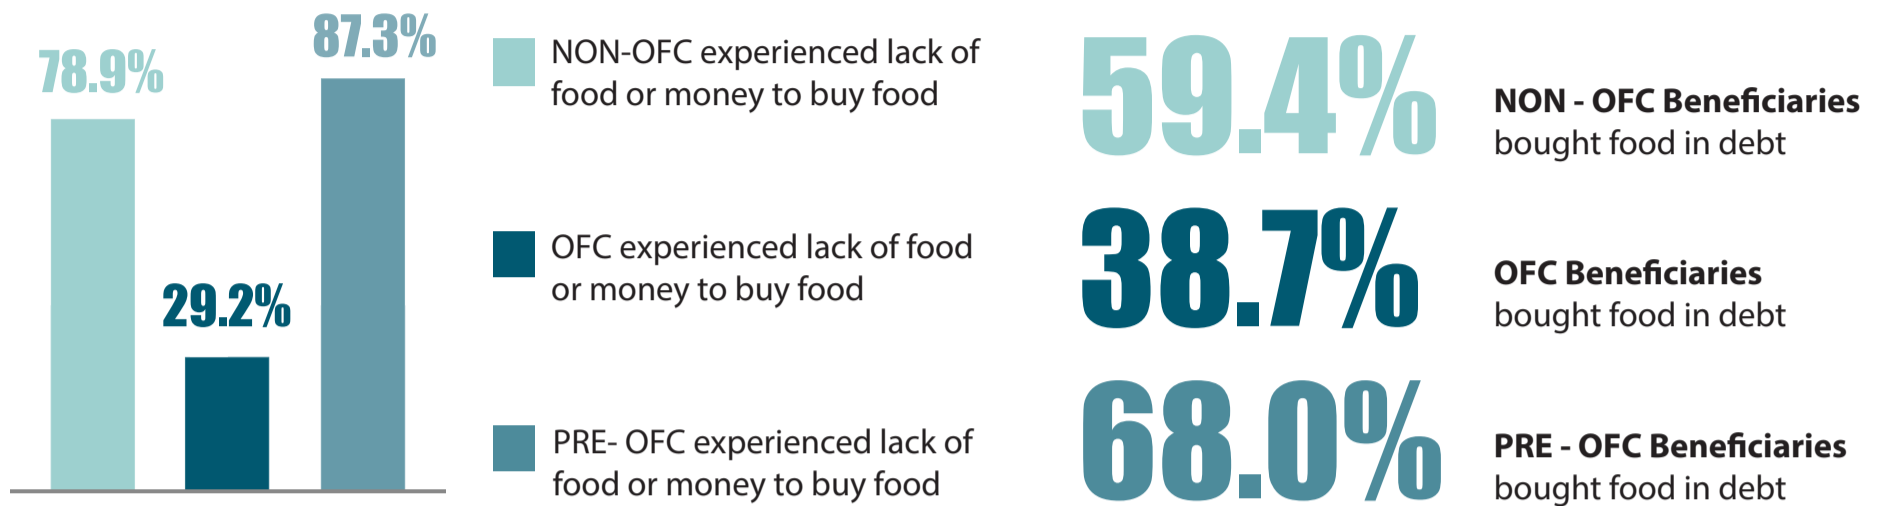 78.9%
29.2%
87.3%
NON-OFC experienced lack of
food or money to buy food
OFC experienced lack of food
or money to buy food
PRE- OFC experienced lack of
food or money to buy food
59.4%
NON - OFC Beneficiaries
bought food in debt
38.7%
OFC Beneficiaries
bought food in debt
68.0%
PRE - OFC Beneficiaries
bought food in debt